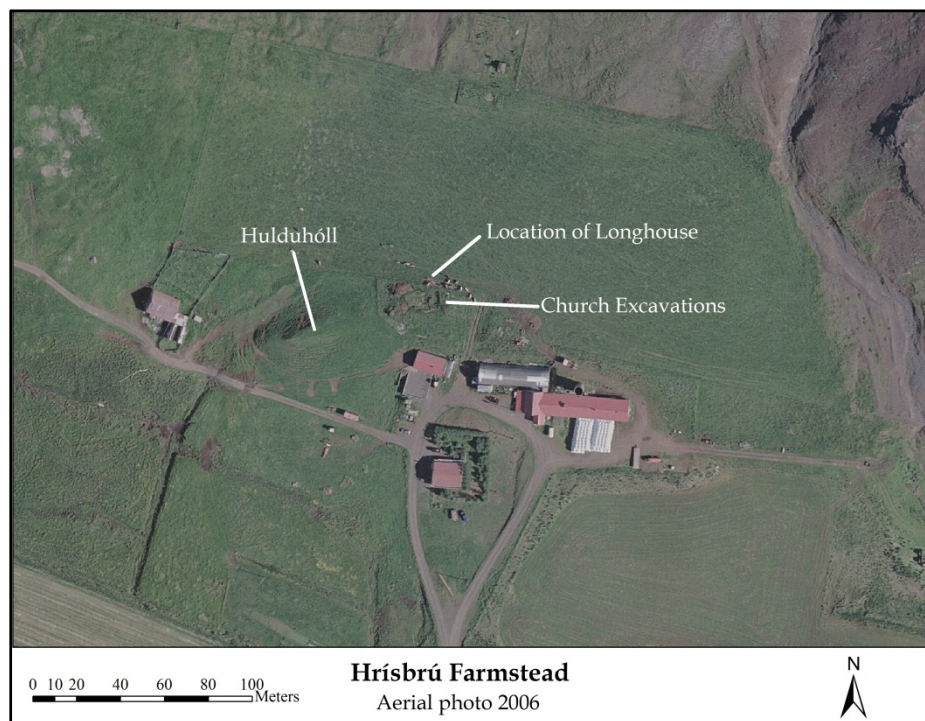 Hulduhóll
Location of Longhouse
Church Excavations
Hrísbrú Farmstead
Aerial photo 2006
0 10 20 40 60 80 100
Meters
N